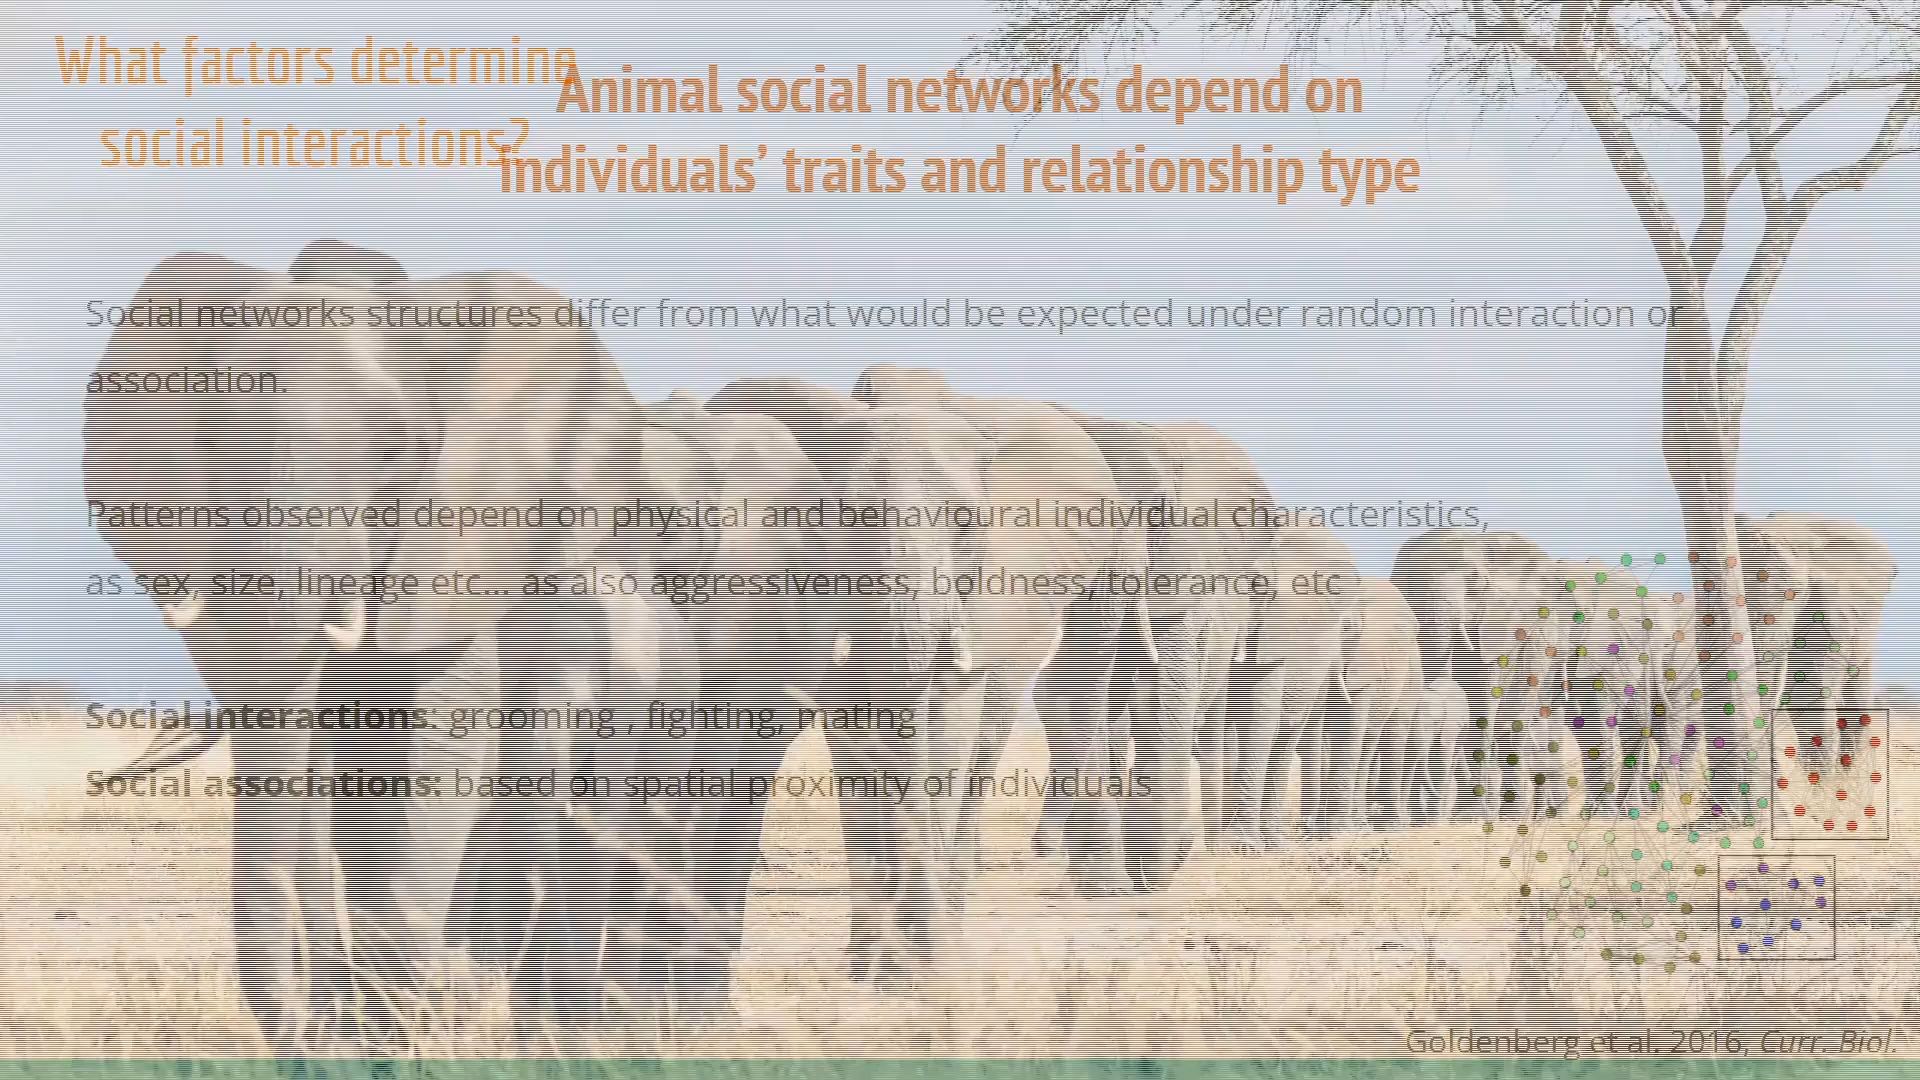 What factors determine
social interactions?
Animal social networks depend on
individuals’ traits and relationship type
Social networks structures differ from what would be expected under random interaction or
association.
Patterns observed depend on physical and behavioural individual characteristics,
as sex, size, lineage etc... as also aggressiveness, boldness, tolerance, etc
Social interactions: grooming , fighting, mating
Social associations: based on spatial proximity of individuals
Goldenberg et al. 2016, Curr. Biol.